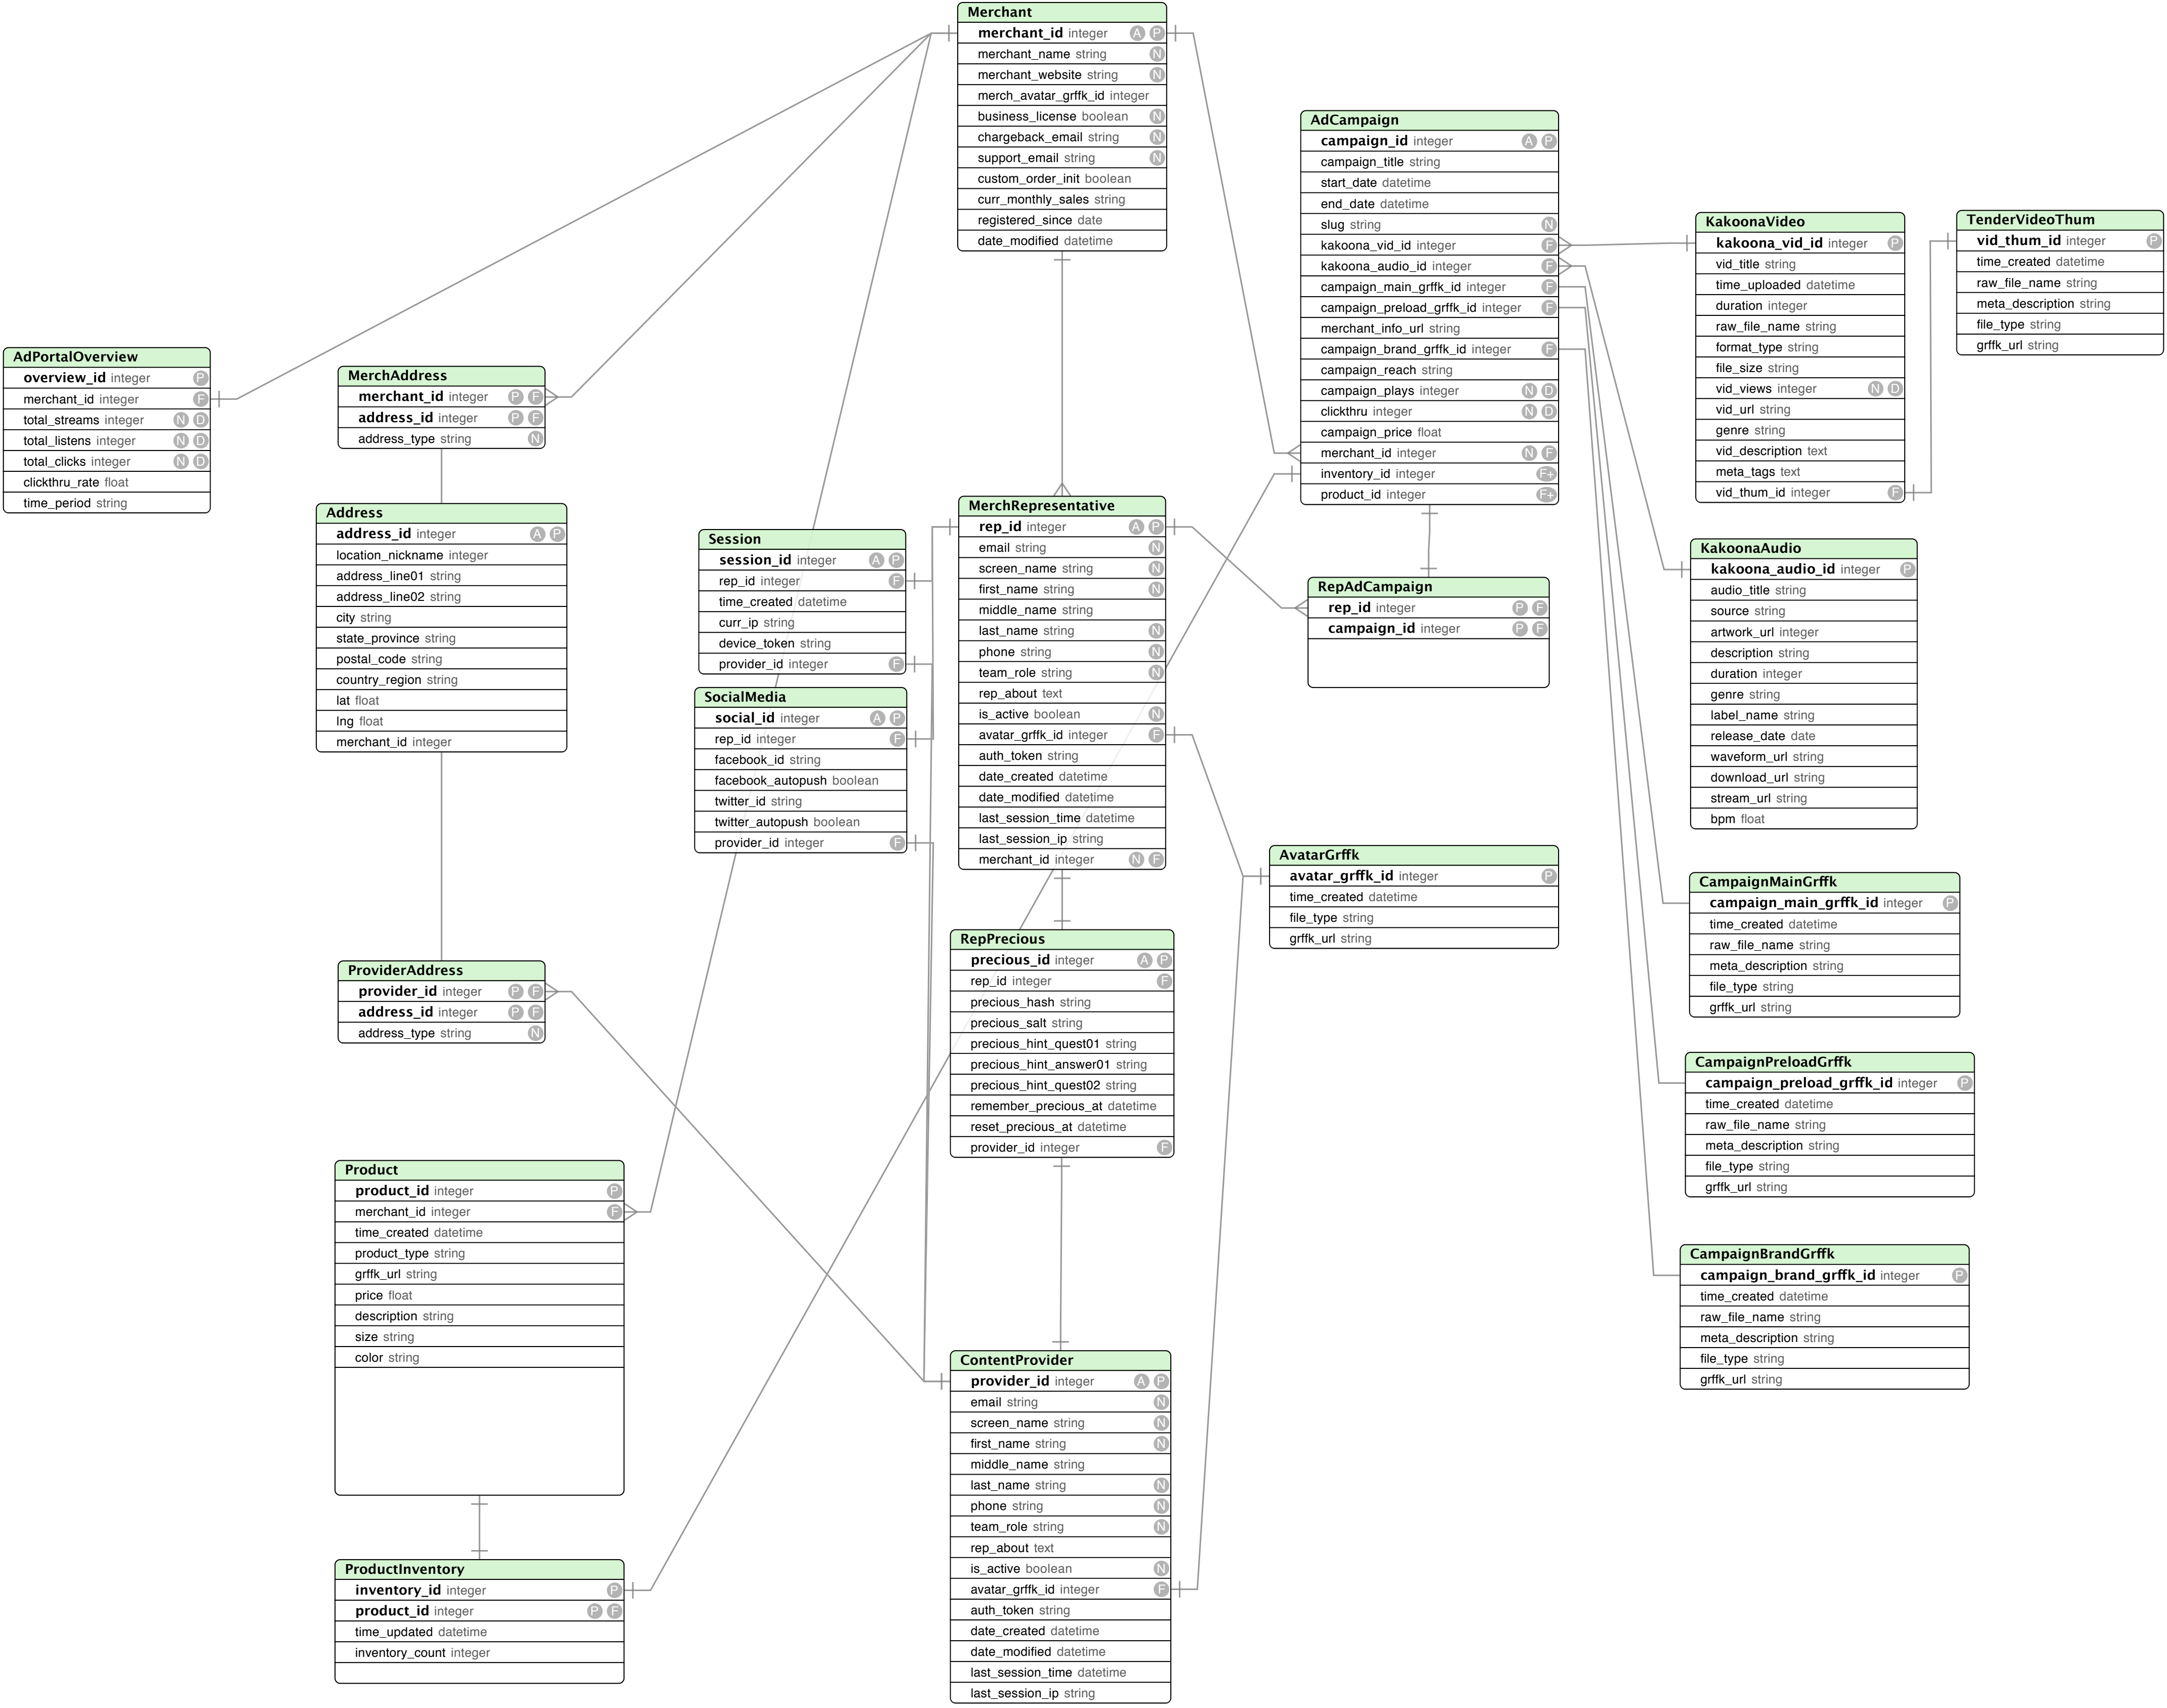 Merchant
merchant_id integer A P
merchant_name string N
merchant_website string N
merch_avatar_grffk_id integer
business_license boolean N
chargeback_email string N
support_email string N
custom_order_init boolean
curr_monthly_sales string
registered_since date
date_modified datetime
AdCampaign
campaign_id integer A P
campaign_title string
start_date datetime
end_date datetime
slug string N
kakoona_vid_id integer F
kakoona_audio_id integer F
campaign_main_grffk_id integer F
campaign_preload_grffk_id integer F
merchant_info_url string
campaign_brand_grffk_id integer F
campaign_reach string
campaign_plays integer N D
clickthru integer N D
campaign_price float
merchant_id integer N F
inventory_id integer F+
product_id integer F+
KakoonaVideo
kakoona_vid_id integer P
vid_title string
time_uploaded datetime
duration integer
raw_file_name string
format_type string
file_size string
vid_views integer N D
vid_url string
genre string
vid_description text
meta_tags text
vid_thum_id integer F
TenderVideoThum
vid_thum_id integer P
time_created datetime
raw_file_name string
meta_description string
file_type string
grffk_url string
AdPortalOverview
overview_id integer P
merchant_id integer F
total_streams integer N D
total_listens integer N D
total_clicks integer N D
clickthru_rate float
time_period string
MerchAddress
merchant_id integer P F
address_id integer P F
address_type string N
Address
address_id integer A P
location_nickname integer
address_line01 string
address_line02 string
city string
state_province string
postal_code string
country_region string
lat float
lng float
merchant_id integer
Session
session_id integer A P
rep_id integer F
time_created datetime
curr_ip string
device_token string
provider_id integer F
SocialMedia
social_id integer A P
rep_id integer F
facebook_id string
facebook_autopush boolean
twitter_id string
twitter_autopush boolean
provider_id integer F
MerchRepresentative
rep_id integer A P
email string N
screen_name string N
first_name string N
middle_name string
last_name string N
phone string N
team_role string N
rep_about text
is_active boolean N
avatar_grffk_id integer F
auth_token string
date_created datetime
date_modified datetime
last_session_time datetime
last_session_ip string
merchant_id integer N F
RepAdCampaign
rep_id integer P F
campaign_id integer P F
KakoonaAudio
kakoona_audio_id integer P
audio_title string
source string
artwork_url integer
description string
duration integer
genre string
label_name string
release_date date
waveform_url string
download_url string
stream_url string
bpm float
AvatarGrffk
avatar_grffk_id integer P
time_created datetime
file_type string
grffk_url string
CampaignMainGrffk
campaign_main_grffk_id integer P
time_created datetime
raw_file_name string
meta_description string
file_type string
grffk_url string
ProviderAddress
provider_id integer P F
address_id integer P F
address_type string N
RepPrecious
precious_id integer A P
rep_id integer F
precious_hash string
precious_salt string
precious_hint_quest01 string
precious_hint_answer01 string
precious_hint_quest02 string
remember_precious_at datetime
reset_precious_at datetime
provider_id integer F
CampaignPreloadGrffk
campaign_preload_grffk_id integer P
time_created datetime
raw_file_name string
meta_description string
file_type string
grffk_url string
Product
product_id integer P
merchant_id integer F
time_created datetime
product_type string
grffk_url string
price float
description string
size string
color string
CampaignBrandGrffk
campaign_brand_grffk_id integer P
time_created datetime
raw_file_name string
meta_description string
file_type string
grffk_url string
ContentProvider
provider_id integer A P
email string N
screen_name string N
first_name string N
middle_name string
last_name string N
phone string N
team_role string N
rep_about text
is_active boolean N
avatar_grffk_id integer F
auth_token string
date_created datetime
date_modified datetime
last_session_time datetime
last_session_ip string
ProductInventory
inventory_id integer P
product_id integer P F
time_updated datetime
inventory_count integer